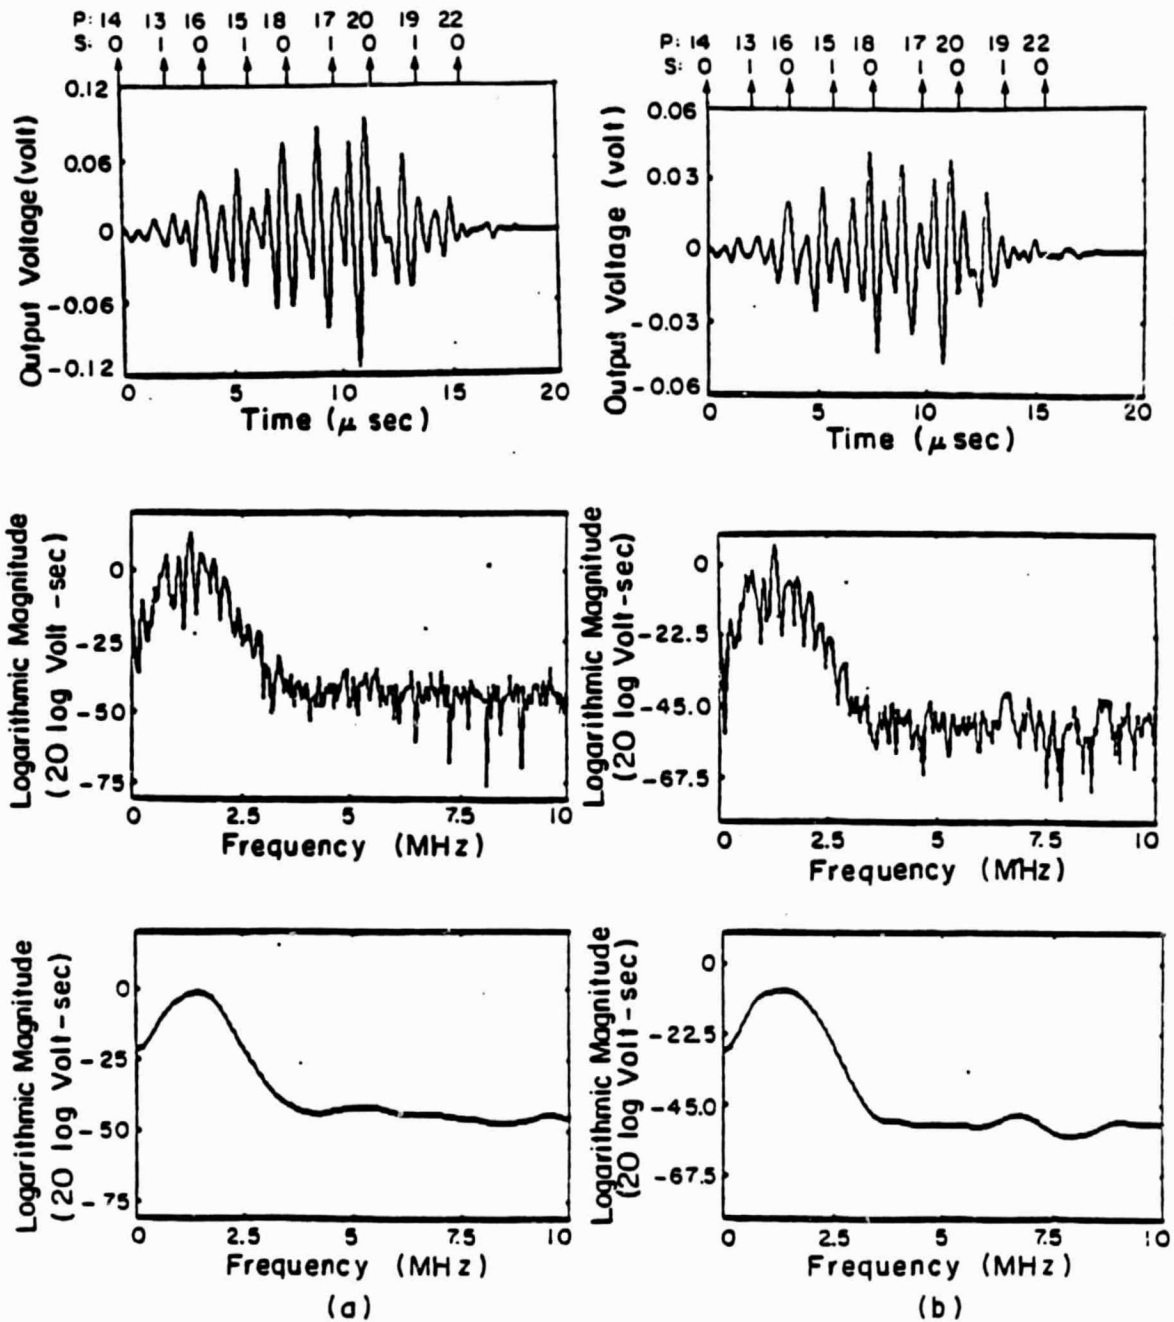 P: 14 13 16 15 18 17 20 19 22
S: 0 1 0 1 0 1 0 1 0
0.12
0.06
0
-0.06
-0.12
Output Voltage (volt)
0 5 10 15 20
Time (μ sec)
P: 14 13 16 15 18 17 20 19 22
S: 0 1 0 1 0 1 0 1 0
0.06
0.03
0
-0.03
-0.06
Output Voltage (volt)
0 5 10 15 20
Time (μsec)
Logarithmic Magnitude
(20 log Volt-sec)
0
-25
-50
-75
0 2.5 5 7.5 10
Frequency (MHz)
Logarithmic Magnitude
(20 log Volt-sec)
0
-22.5
-45.0
-67.5
0 2.5 5 7.5 10
Frequency (MHz)
Logarithmic Magnitude
(20 log Volt-sec)
0
-25
-50
-75
0 2.5 5 7.5 10
Frequency (MHz)
(a)
Logarithmic Magnitude
(20 log Volt-sec)
0
-22.5
-45.0
-67.5
0 2.5 5 7.5 10
Frequency (MHz)
(b)